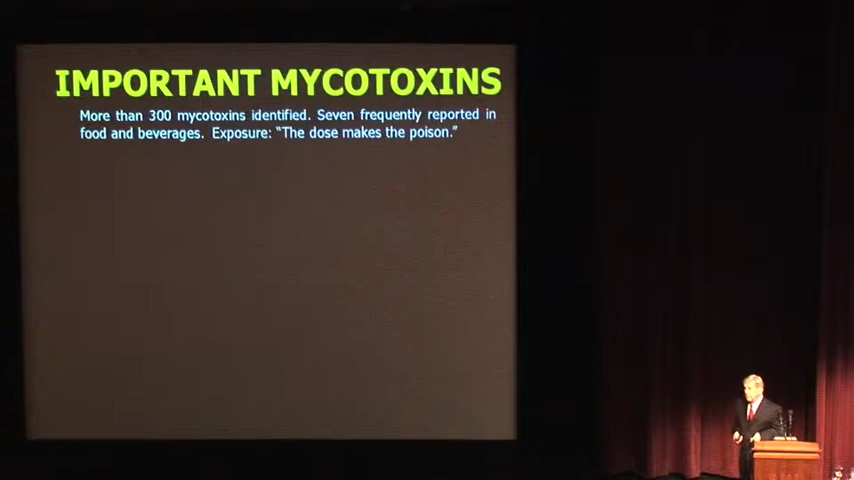 IMPORTANT MYCOTOXINS
More than 300 mycotoxins identified. Seven frequently reported in
food and beverages. Exposure: “The dose makes the poison.”